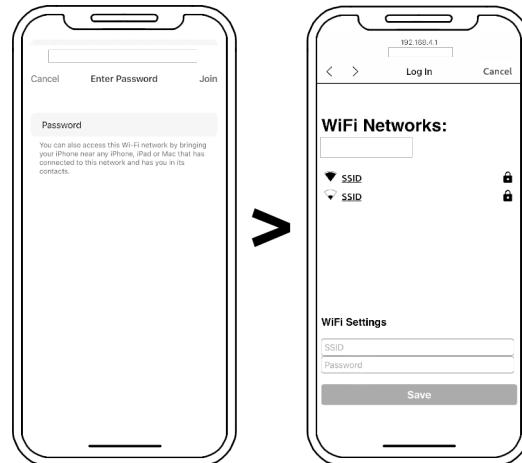 Cancel Enter Password Join
Password
You can also access this Wi-Fi network by bringing
your iPhone near any iPhone, iPad or Mac that has
connected to this network and has you in its
contacts.
>
192.168.4.1
< > Log In Cancel
WiFi Networks:
SSID
SSID
WiFi Settings
SSID
Password
Save